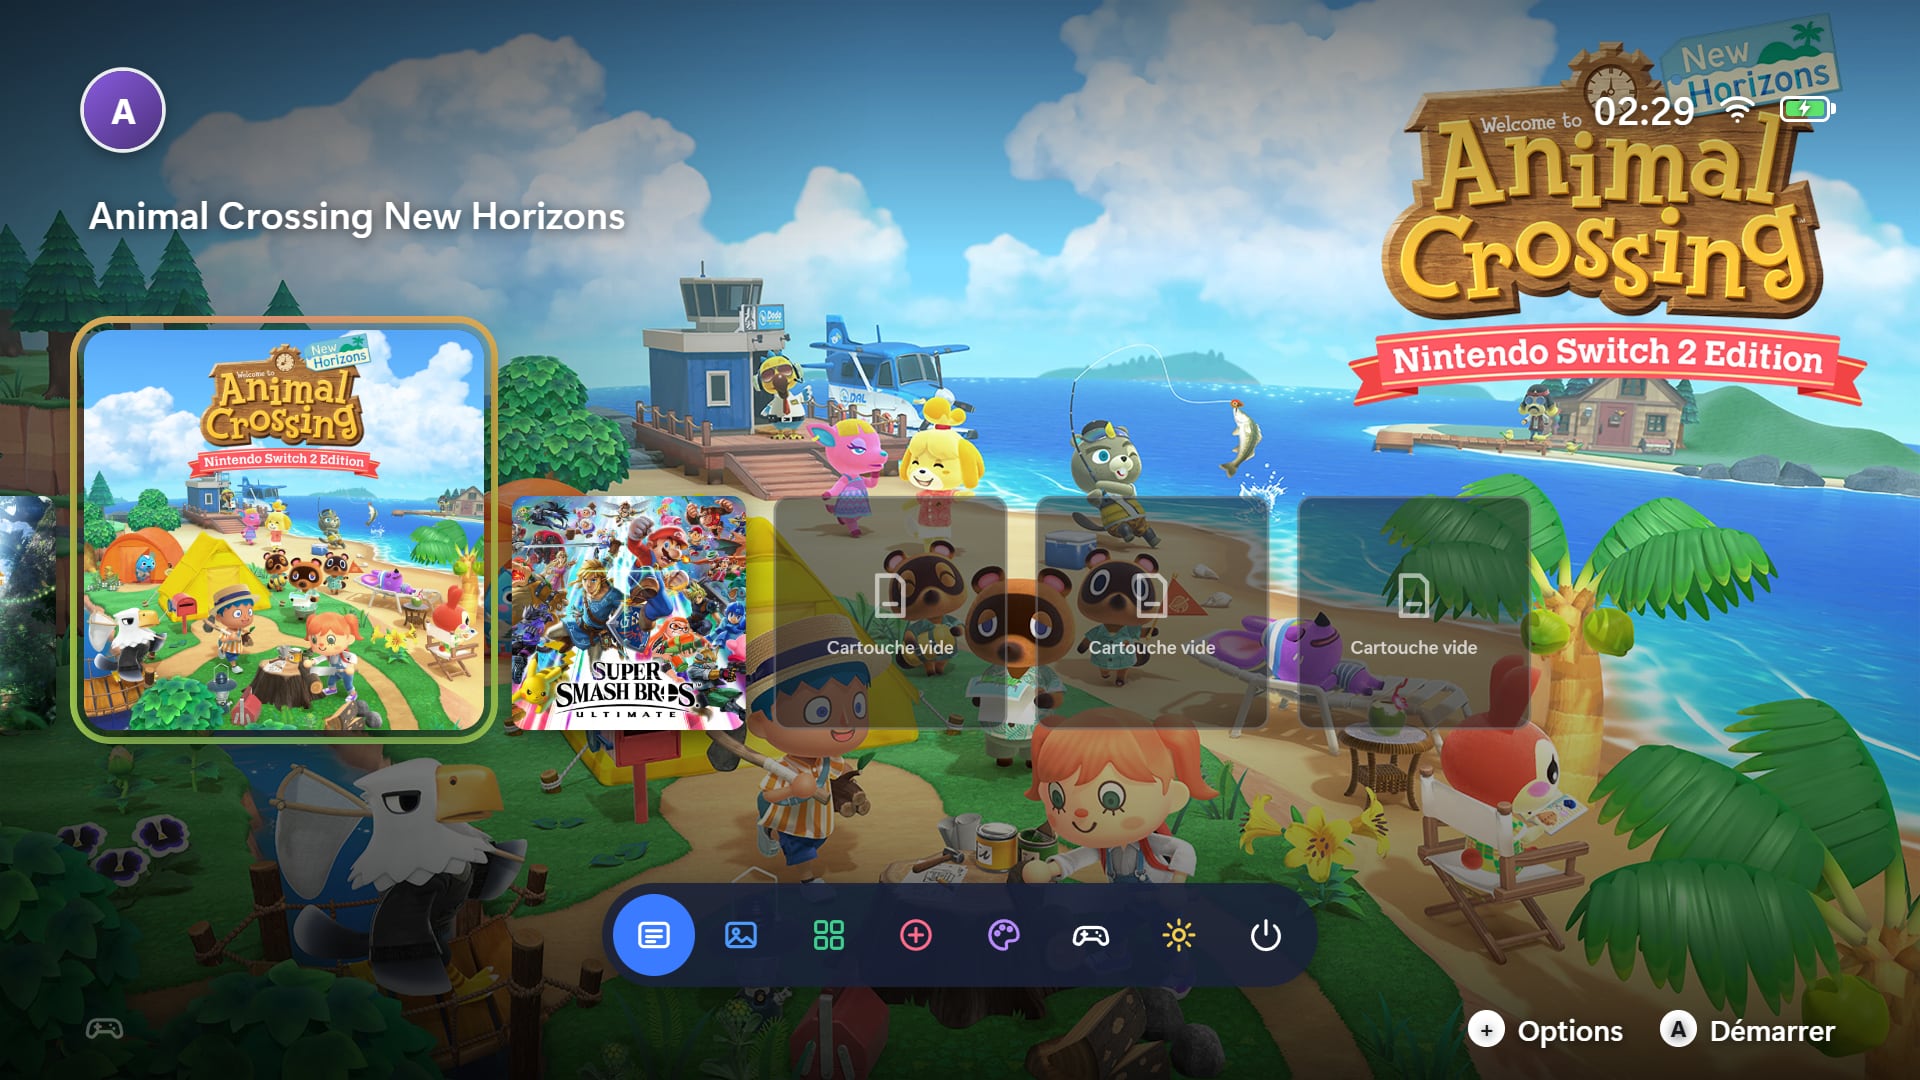 A
02:29
New
Horizons
Welcome to
Animal
Crossing
Nintendo Switch 2 Edition
Animal Crossing New Horizons
New
Horizons
Welcome to
Animal
Crossing
Nintendo Switch 2 Edition
Dodo
DAL
SUPER
SMASH BROS.
ULTIMATE
Cartouche vide
Cartouche vide
Cartouche vide
+ Options
A Démarrer